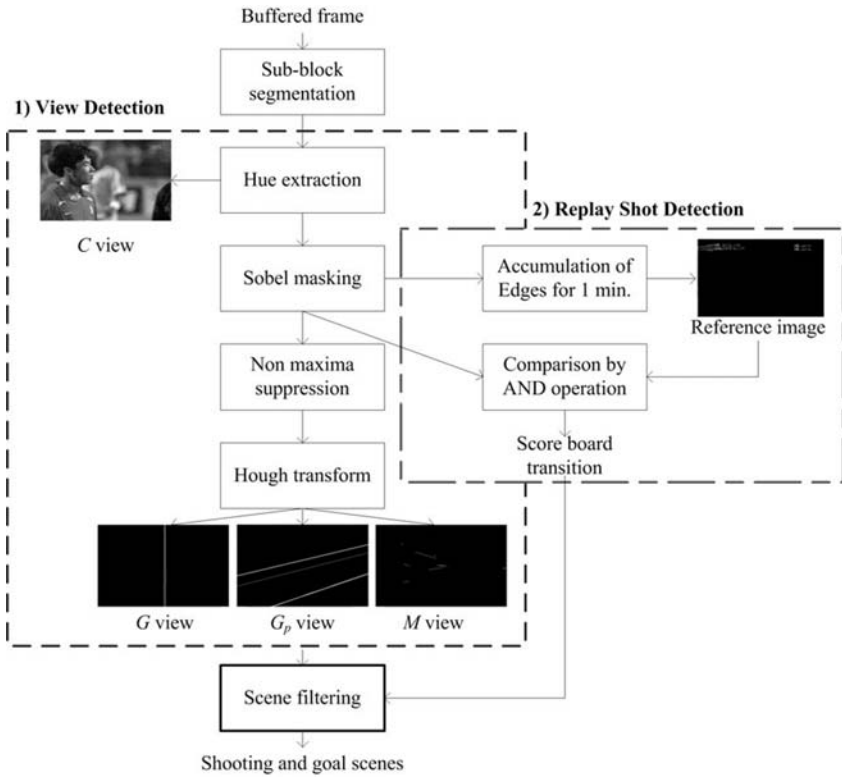 Buffered frame
Sub-block
segmentation
1) View Detection
Hue extraction
C view
2) Replay Shot Detection
Sobel masking
Accumulation of
Edges for 1 min.
Reference image
Non maxima
suppression
Comparison by
AND operation
Score board
transition
Hough transform
G view
Gp view
M view
Scene filtering
Shooting and goal scenes